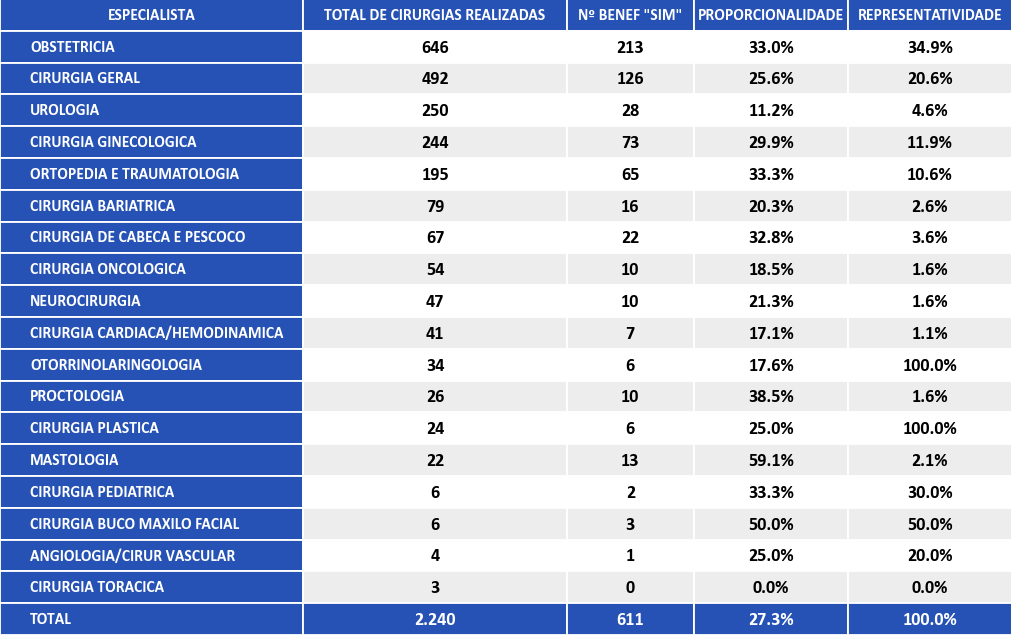 ESPECIALISTA TOTAL DE CIRURGIAS REALIZADAS Nº BENEF "SIM" PROPORCIONALIDADE REPRESENTATIVIDADE
OBSTETRICIA 646 213 33.0% 34.9%
CIRURGIA GERAL 492 126 25.6% 20.6%
UROLOGIA 250 28 11.2% 4.6%
CIRURGIA GINECOLOGICA 244 73 29.9% 11.9%
ORTOPEDIA E TRAUMATOLOGIA 195 65 33.3% 10.6%
CIRURGIA BARIATRICA 79 16 20.3% 2.6%
CIRURGIA DE CABECA E PESCOCO 67 22 32.8% 3.6%
CIRURGIA ONCOLOGICA 54 10 18.5% 1.6%
NEUROCIRURGIA 47 10 21.3% 1.6%
CIRURGIA CARDIACA/HEMODINAMICA 41 7 17.1% 1.1%
OTORRINOLARINGOLOGIA 34 6 17.6% 100.0%
PROCTOLOGIA 26 10 38.5% 1.6%
CIRURGIA PLASTICA 24 6 25.0% 100.0%
MASTOLOGIA 22 13 59.1% 2.1%
CIRURGIA PEDIATRICA 6 2 33.3% 30.0%
CIRURGIA BUCO MAXILO FACIAL 6 3 50.0% 50.0%
ANGIOLOGIA/CIRUR VASCULAR 4 1 25.0% 20.0%
CIRURGIA TORACICA 3 0 0.0% 0.0%
TOTAL 2.240 611 27.3% 100.0%